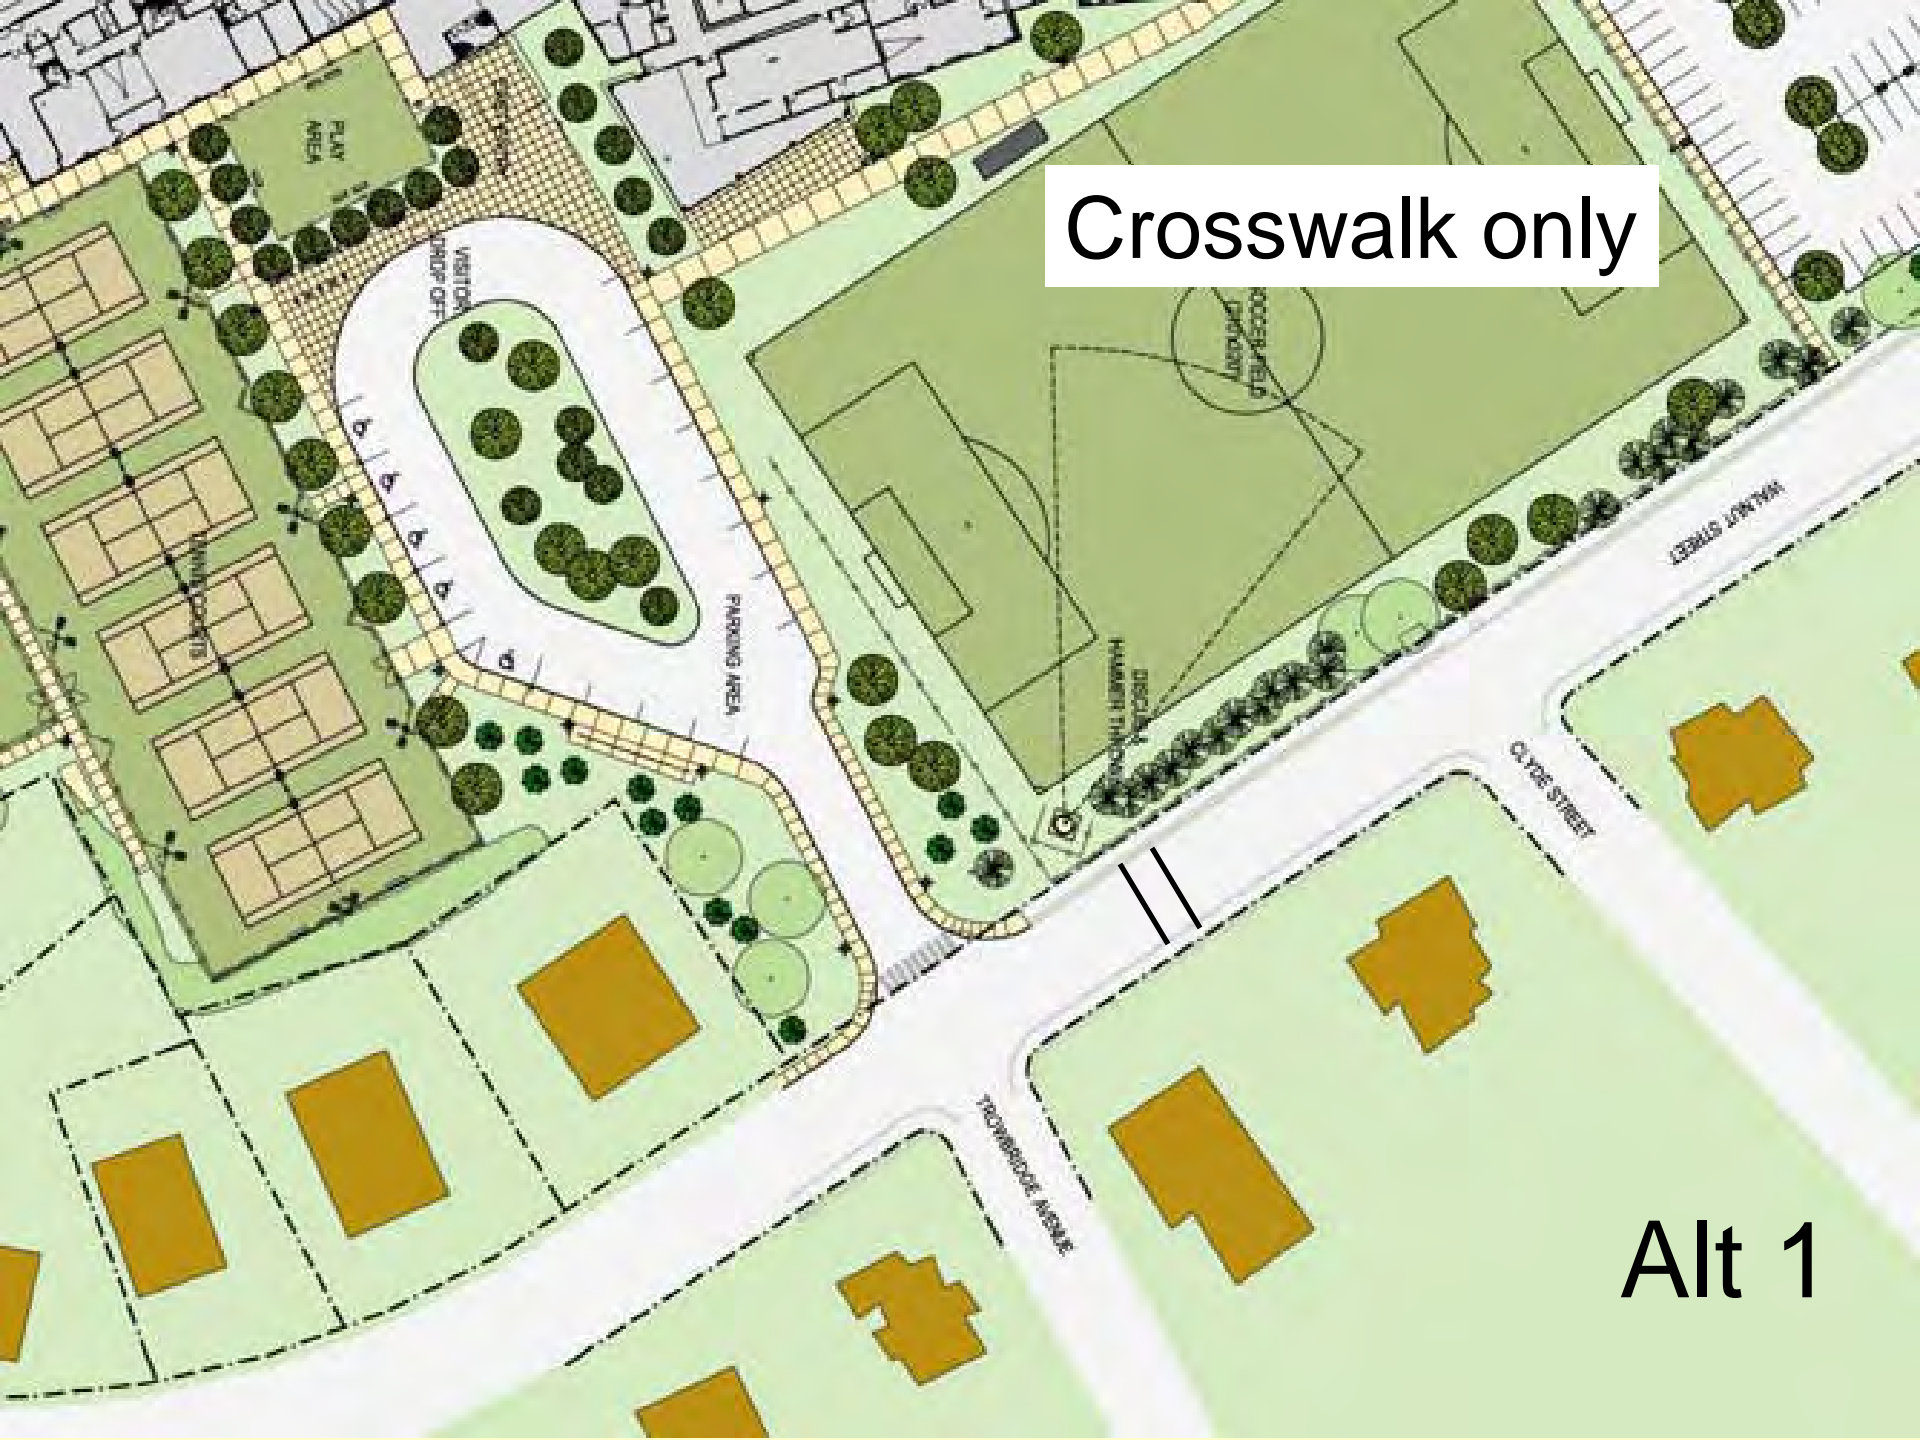 PLAY
AREA
Crosswalk only
VISITOR
DROP OFF
PARKING AREA
WALNUT STREET
CLYDE STREET
TROWBRIDGE AVENUE
Alt 1